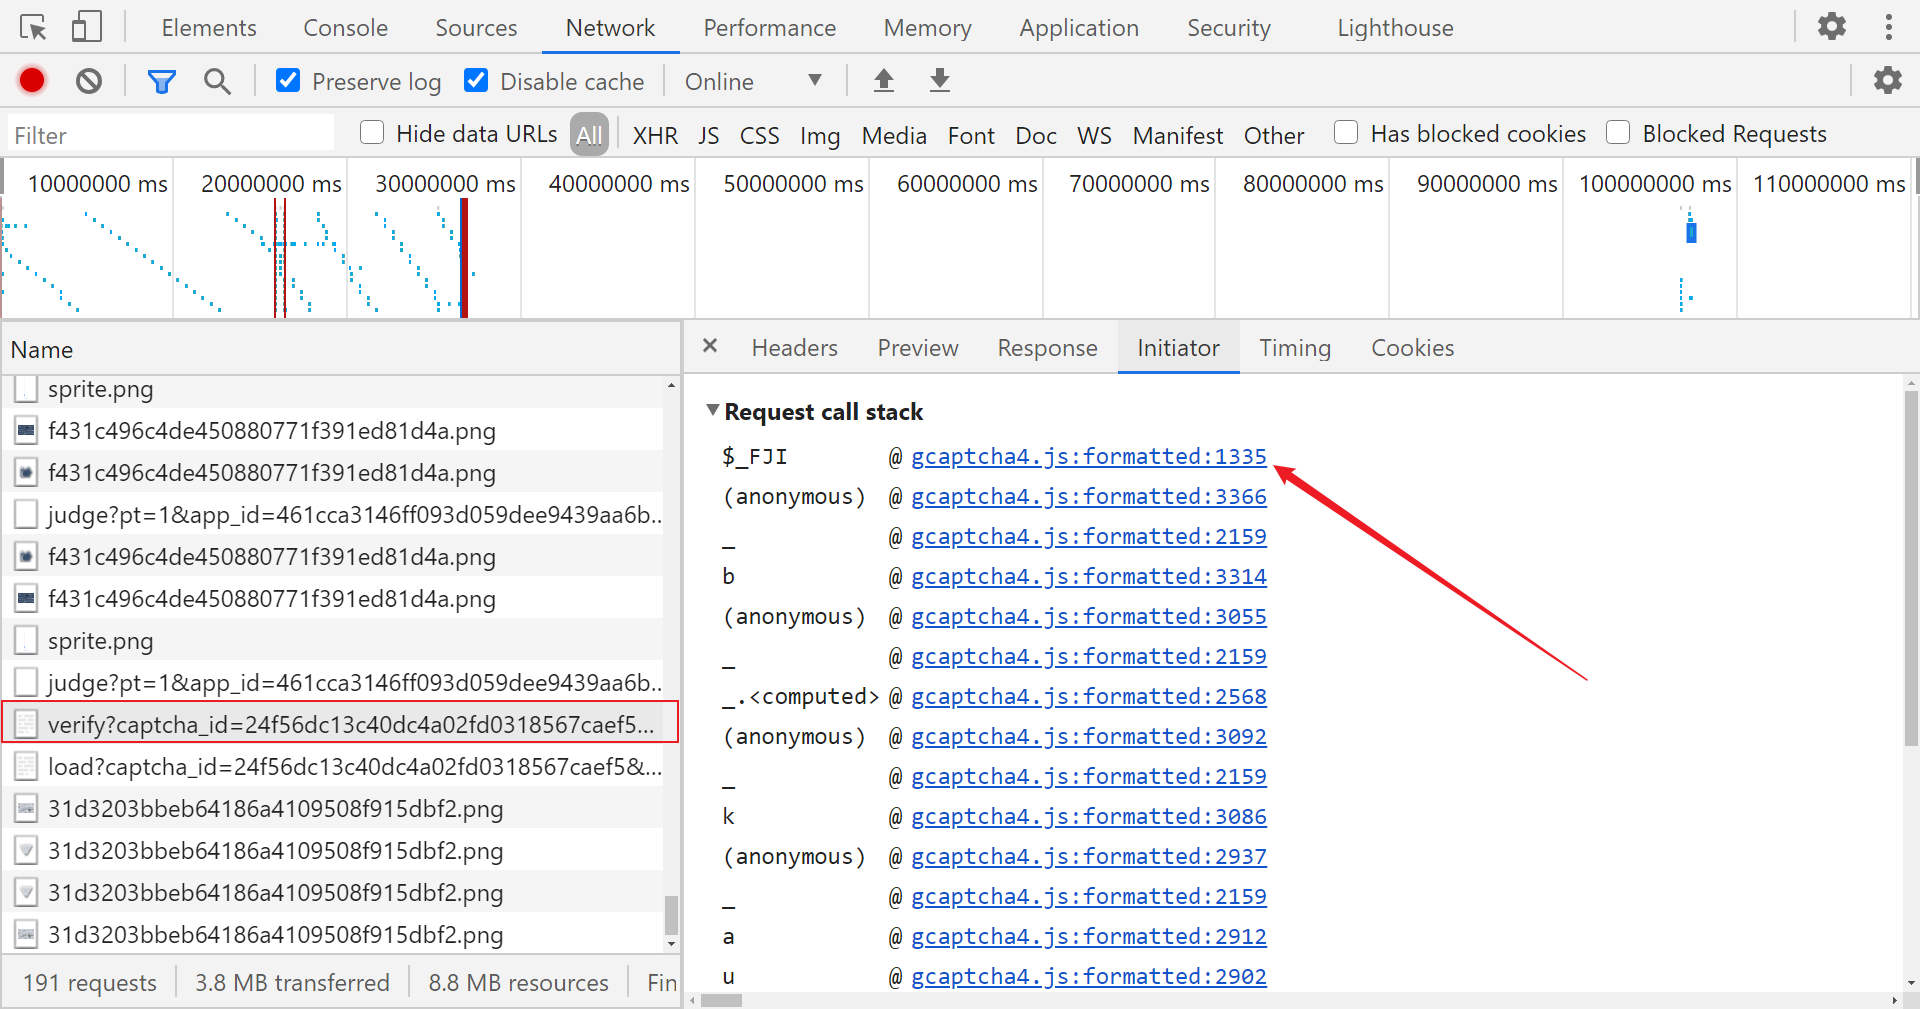 Elements Console Sources Network Performance Memory Application Security Lighthouse
Preserve log Disable cache Online
Filter Hide data URLs All XHR JS CSS Img Media Font Doc WS Manifest Other Has blocked cookies Blocked Requests
10000000 ms 20000000 ms 30000000 ms 40000000 ms 50000000 ms 60000000 ms 70000000 ms 80000000 ms 90000000 ms 100000000 ms 110000000 ms
Name
sprite.png
f431c496c4de450880771f391ed81d4a.png
f431c496c4de450880771f391ed81d4a.png
judge?pt=1&app_id=461cca3146ff093d059dee9439aa6b...
f431c496c4de450880771f391ed81d4a.png
f431c496c4de450880771f391ed81d4a.png
sprite.png
judge?pt=1&app_id=461cca3146ff093d059dee9439aa6b...
verify?captcha_id=24f56dc13c40dc4a02fd0318567caef5...
load?captcha_id=24f56dc13c40dc4a02fd0318567caef5&...
31d3203bbeb64186a4109508f915dbf2.png
31d3203bbeb64186a4109508f915dbf2.png
31d3203bbeb64186a4109508f915dbf2.png
31d3203bbeb64186a4109508f915dbf2.png
191 requests 3.8 MB transferred 8.8 MB resources Fin
Headers Preview Response Initiator Timing Cookies
Request call stack
$_FJI @ gcaptcha4.js:formatted:1335
(anonymous) @ gcaptcha4.js:formatted:3366
_ @ gcaptcha4.js:formatted:2159
b @ gcaptcha4.js:formatted:3314
(anonymous) @ gcaptcha4.js:formatted:3055
_ @ gcaptcha4.js:formatted:2159
_.<computed> @ gcaptcha4.js:formatted:2568
(anonymous) @ gcaptcha4.js:formatted:3092
_ @ gcaptcha4.js:formatted:2159
k @ gcaptcha4.js:formatted:3086
(anonymous) @ gcaptcha4.js:formatted:2937
_ @ gcaptcha4.js:formatted:2159
a @ gcaptcha4.js:formatted:2912
u @ gcaptcha4.js:formatted:2902